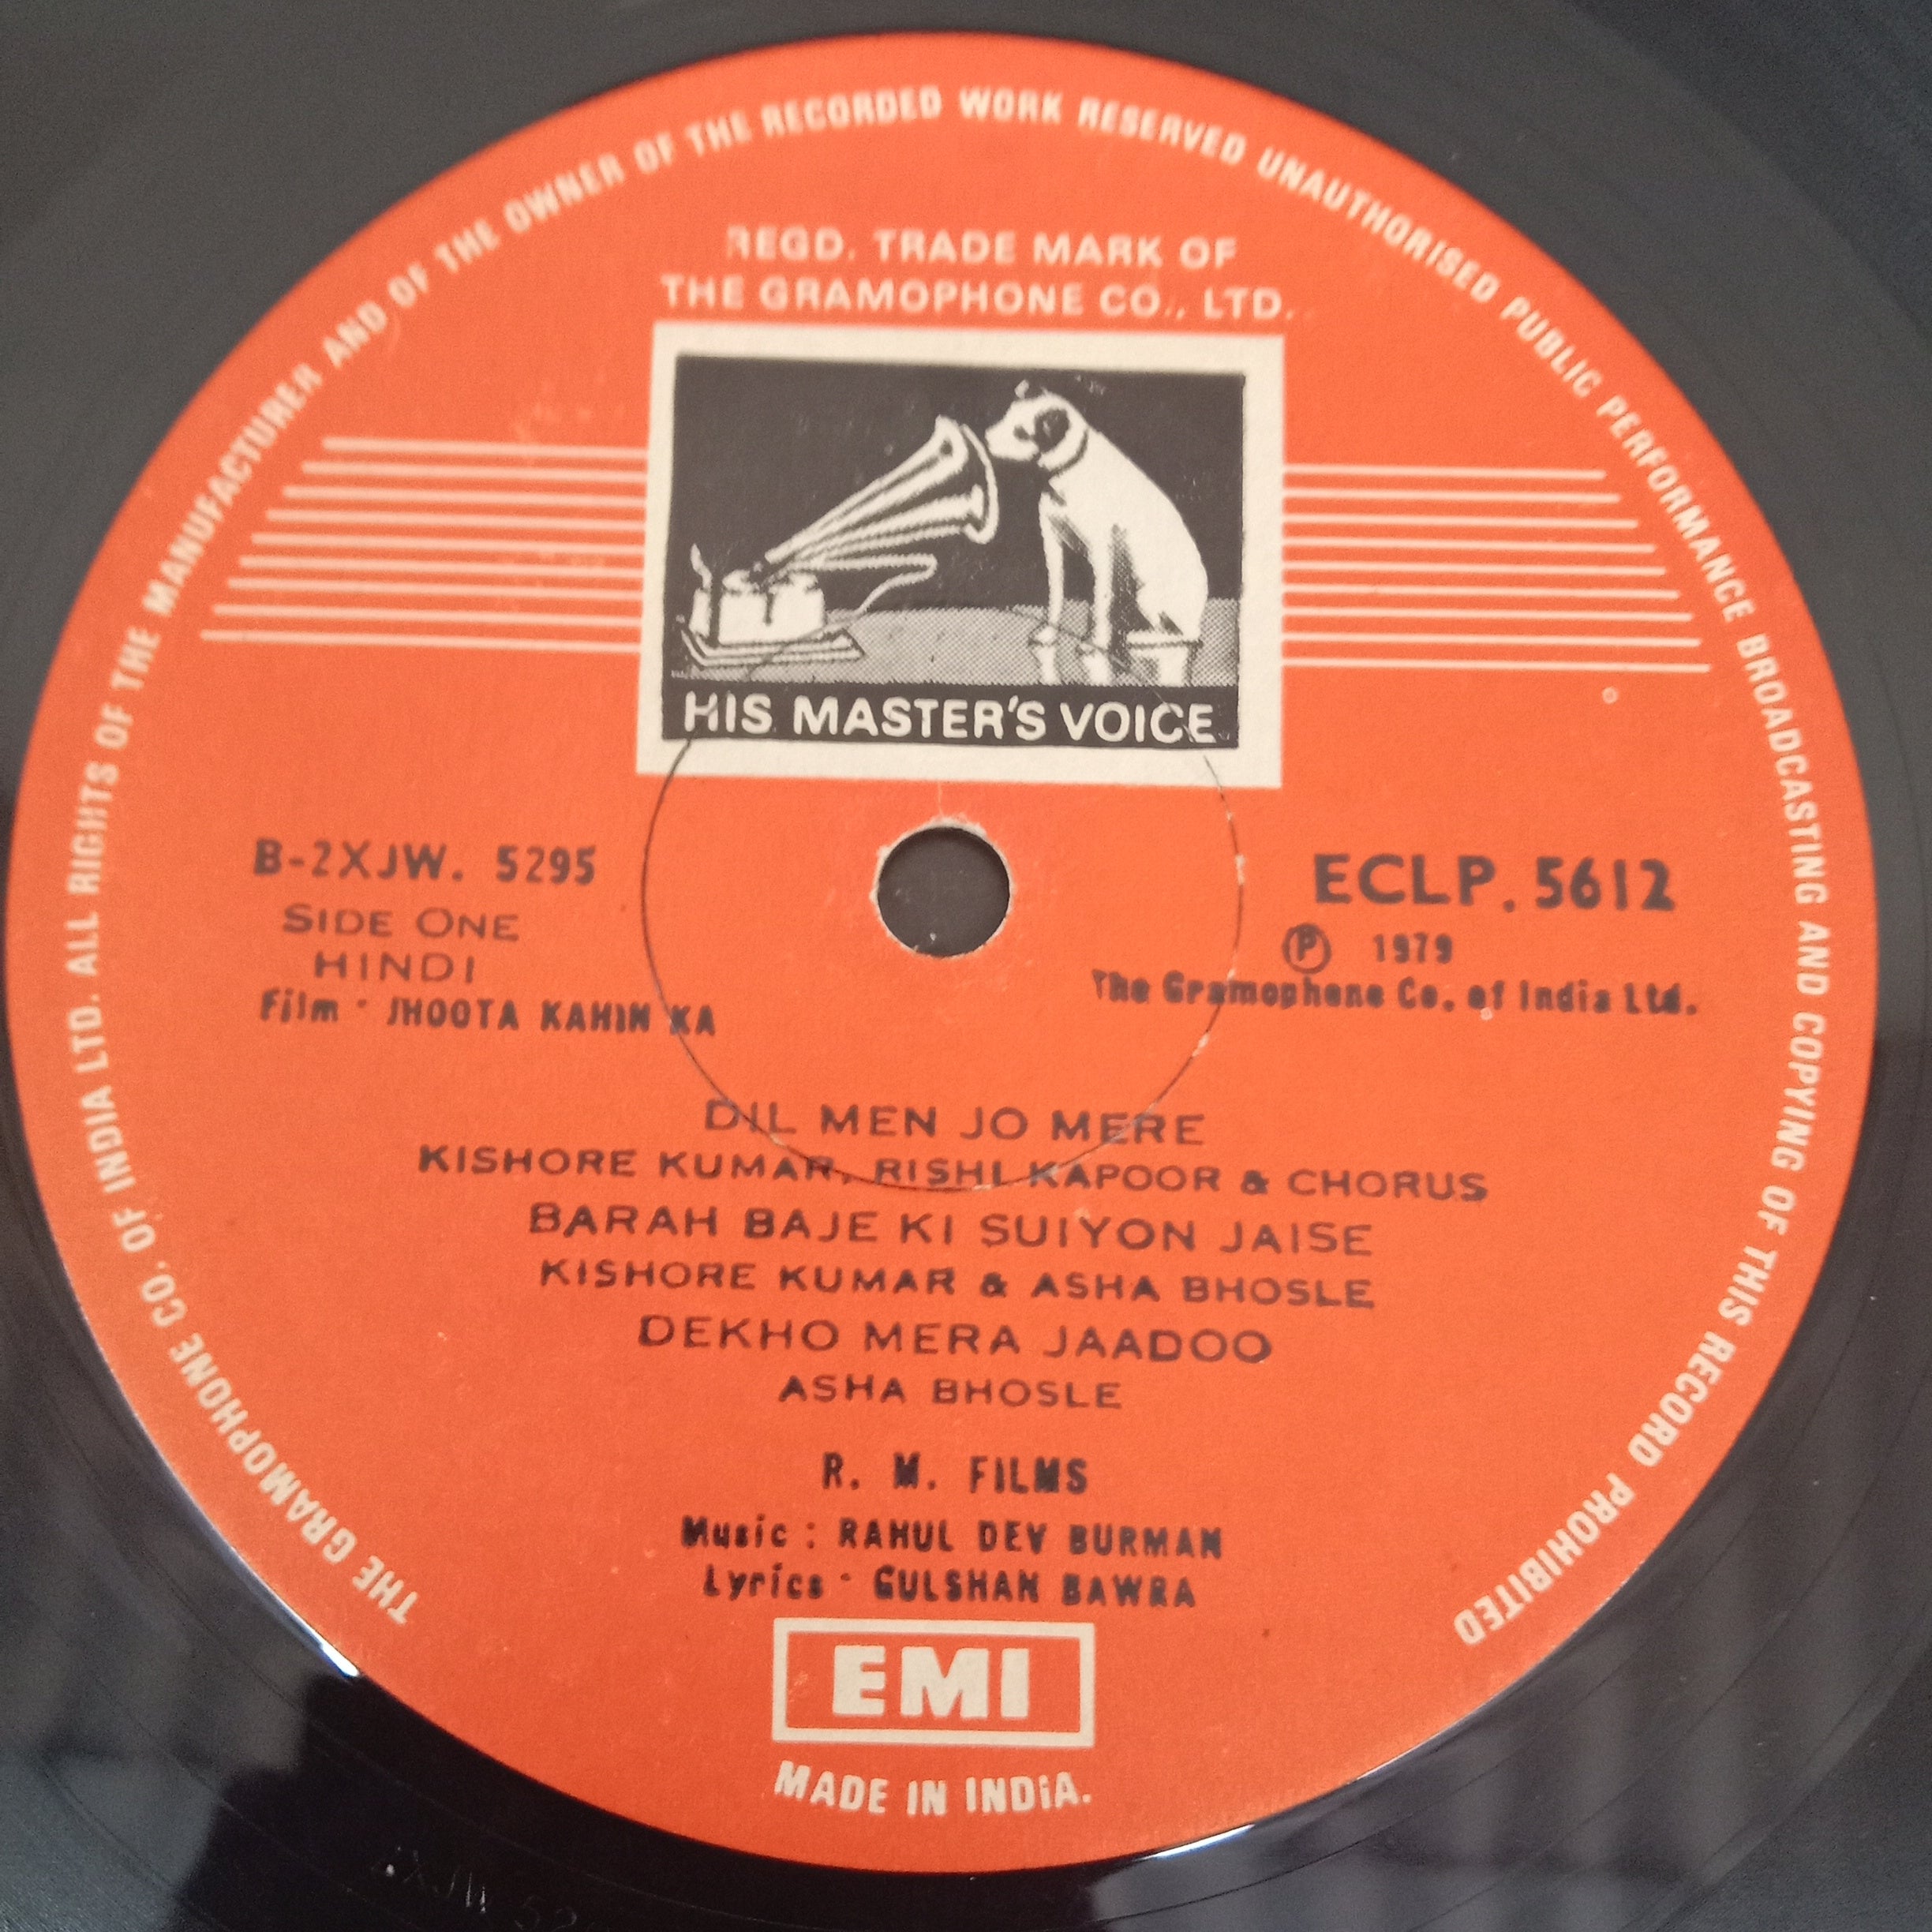 THE GRAMOPHONE CO. OF INDIA LTD. ALL RIGHTS OF THE MANUFACTURER AND OF THE OWNER OF THE RECORDED WORK RESERVED UNAUTHORISED PUBLIC PERFORMANCE BROADCASTING AND COPYING OF THIS RECORD PROHIBITED
REGD. TRADE MARK OF
THE GRAMOPHONE CO., LTD.
HIS MASTER'S VOICE
B-2XJW. 5295
SIDE ONE
HINDI
Film - JHOOTA KAHIN KA
ECLP. 5612
Ⓟ 1979
The Gramophone Co. of India Ltd.
DIL MEN JO MERE
KISHORE KUMAR, RISHI KAPOOR & CHORUS
BARAH BAJE KI SUIYON JAISE
KISHORE KUMAR & ASHA BHOSLE
DEKHO MERA JAADOO
ASHA BHOSLE
R. M. FILMS
Music : RAHUL DEV BURMAN
Lyrics - GULSHAN BAWRA
EMI
MADE IN INDiA.